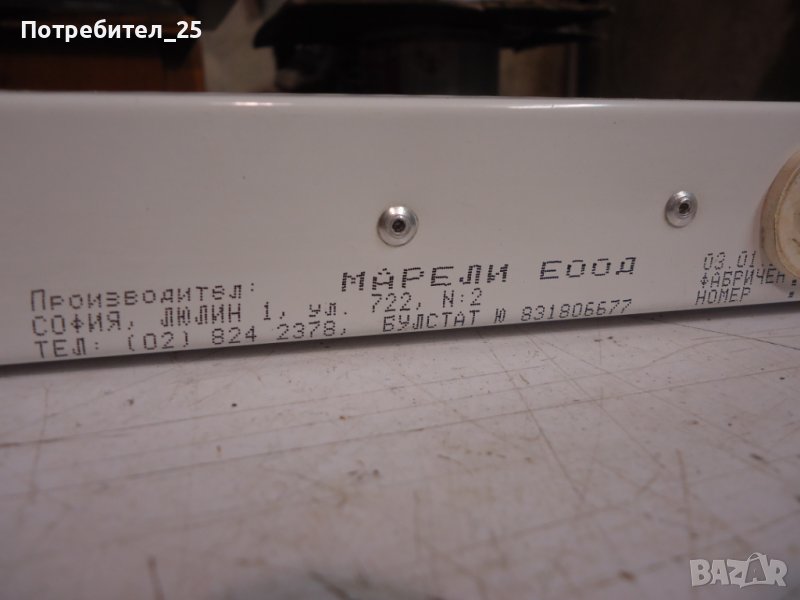 Потребител_25
Производител: МАРЕЛИ ЕООД
СОФИЯ, ЛЮЛИН 1, ул. 722, N:2
ТЕЛ: (02) 824 2378, БУЛСТАТ Ю 831806677
03.01.
ФАБРИЧЕН
НОМЕР
BAZAR